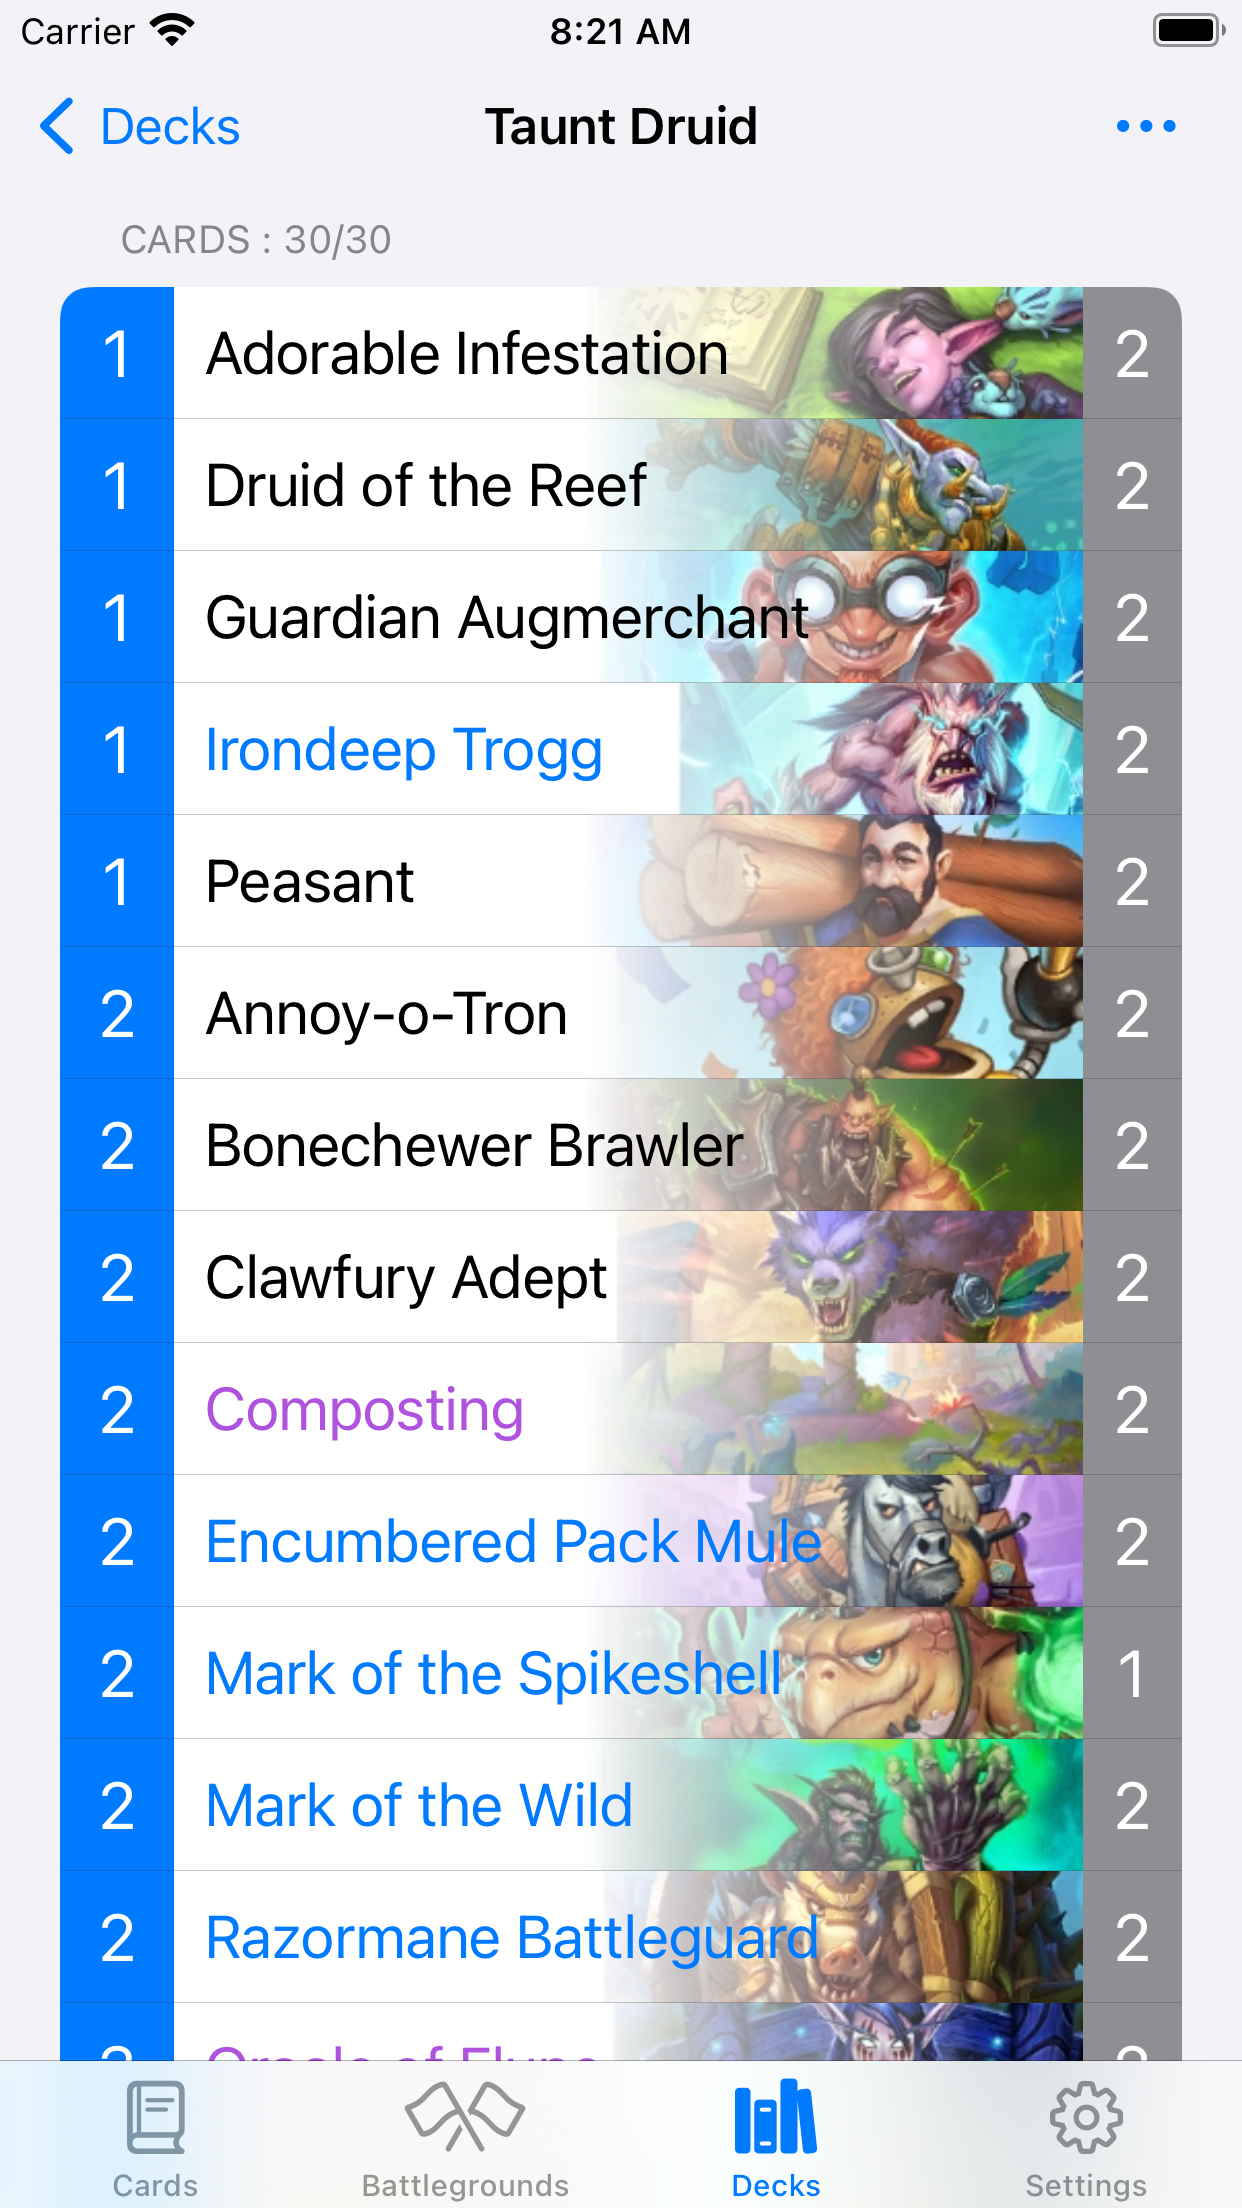 Carrier 8:21 AM
Decks Taunt Druid
CARDS : 30/30
1 Adorable Infestation 2
1 Druid of the Reef 2
1 Guardian Augmerchant 2
1 Irondeep Trogg 2
1 Peasant 2
2 Annoy-o-Tron 2
2 Bonechewer Brawler 2
2 Clawfury Adept 2
2 Composting 2
2 Encumbered Pack Mule 2
2 Mark of the Spikeshell 1
2 Mark of the Wild 2
2 Razormane Battleguard 2
Oracle of Elune
Cards Battlegrounds Decks Settings